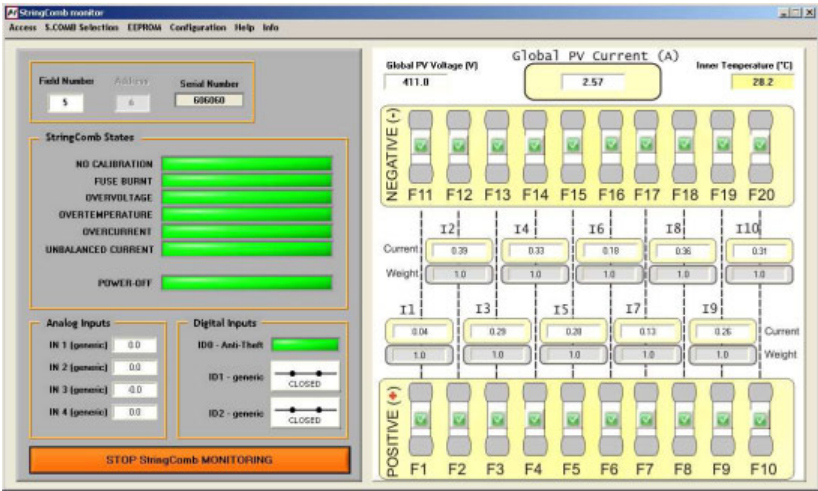 StringComb monitor
Access S.COMB Selection EEPROM Configuration Help Info
Field Number Address Serial Number
5 6 606060
StringComb States
NO CALIBRATION
FUSE BURNT
OVERVOLTAGE
OVERTEMPERATURE
OVERCURRENT
UNBALANCED CURRENT
POWER-OFF
Analog Inputs
IN 1 (generic) 0.0
IN 2 (generic) 0.0
IN 3 (generic) -0.0
IN 4 (generic) 0.0
Digital Inputs
ID0 - Anti-Theft
ID1 - generic CLOSED
ID2 - generic CLOSED
STOP StringComb MONITORING
Global PV Voltage (V) Global PV Current (A) Inner Temperature (°C)
411.0 2.57 28.2
NEGATIVE (-)
F11 F12 F13 F14 F15 F16 F17 F18 F19 F20
I2 I4 I6 I8 I10
Current 0.39 0.33 0.18 0.36 0.31
Weight 1.0 1.0 1.0 1.0 1.0
I1 I3 I5 I7 I9
0.04 0.29 0.28 0.13 0.26 Current
1.0 1.0 1.0 1.0 1.0 Weight
POSITIVE (+)
F1 F2 F3 F4 F5 F6 F7 F8 F9 F10